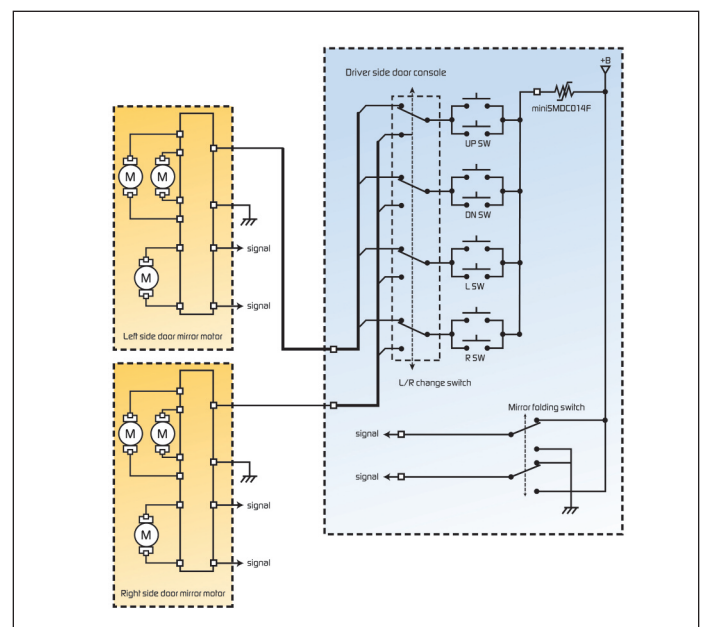 Driver side door console
+B
miniSMDC014F
UP SW
DN SW
L SW
R SW
L/R change switch
Mirror folding switch
signal
signal
M
M
M
signal
signal
Left side door mirror motor
M
M
M
signal
signal
Right side door mirror motor